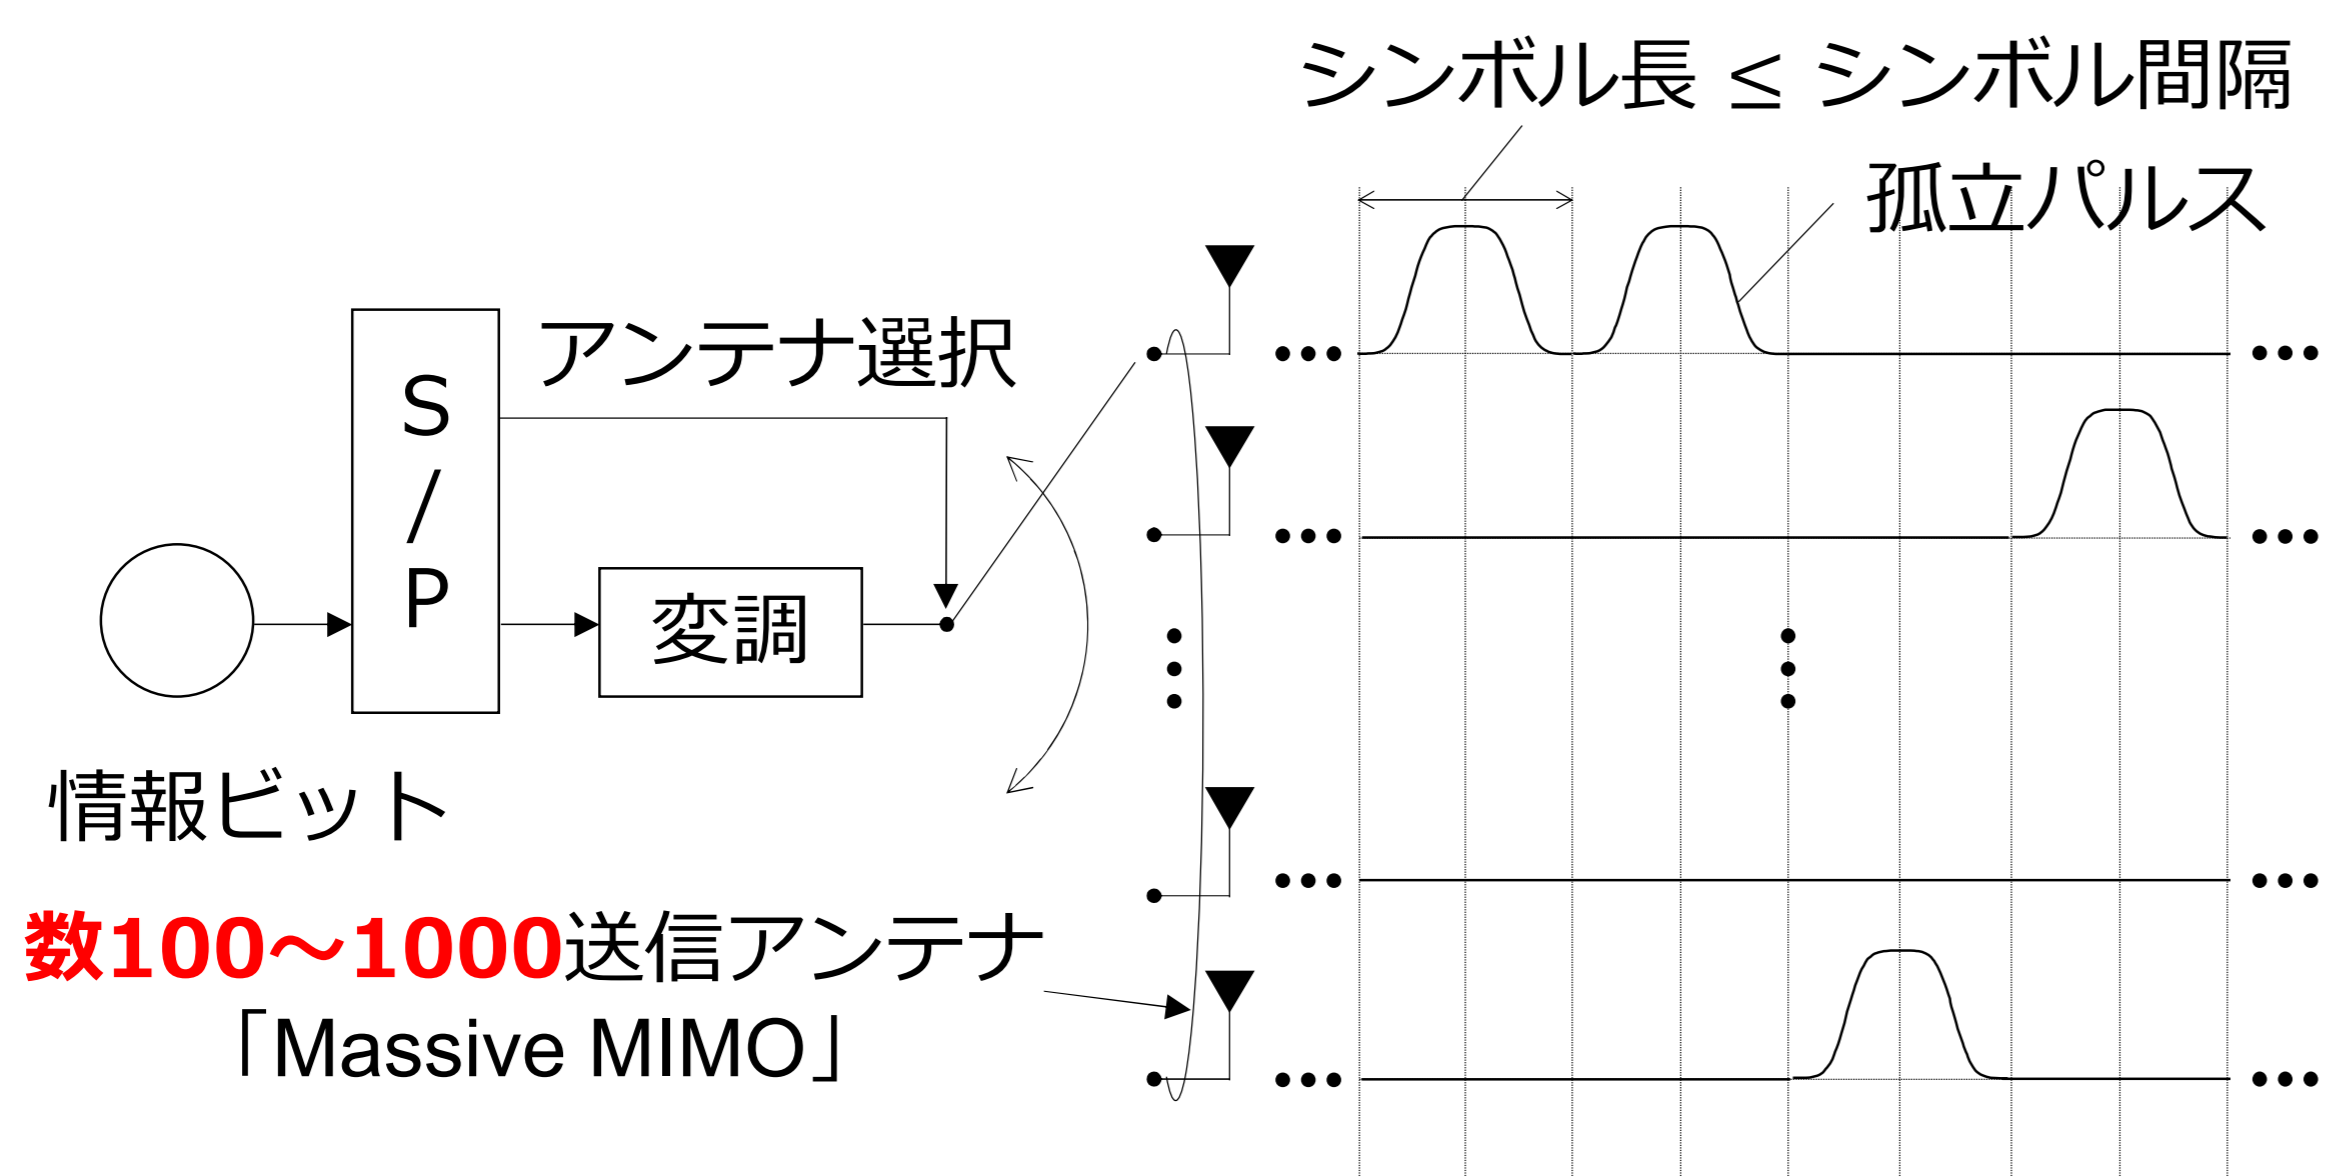 シンボル長 ≤ シンボル間隔
孤立パルス
アンテナ選択
S
/
P
変調
情報ビット
数100～1000送信アンテナ
「Massive MIMO」